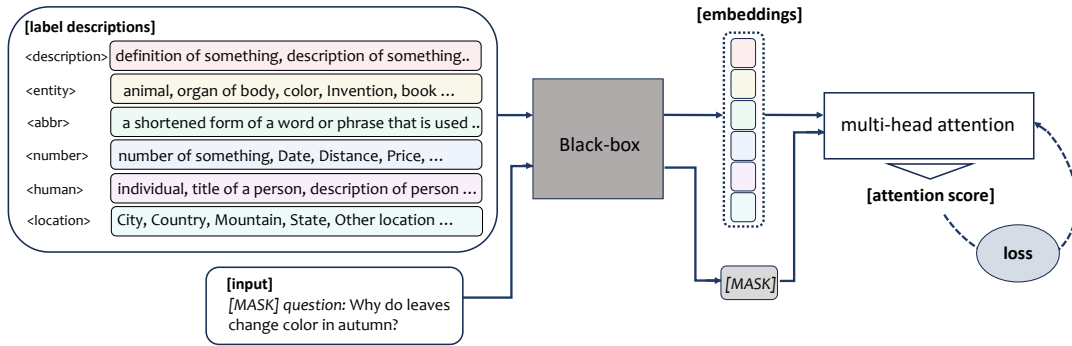 [label descriptions]
<description> definition of something, description of something..
<entity> animal, organ of body, color, Invention, book ...
<abbr> a shortened form of a word or phrase that is used ..
<number> number of something, Date, Distance, Price, ...
<human> individual, title of a person, description of person ...
<location> City, Country, Mountain, State, Other location ...
[input]
[MASK] question: Why do leaves
change color in autumn?
Black-box
[embeddings]
[MASK]
multi-head attention
[attention score]
loss